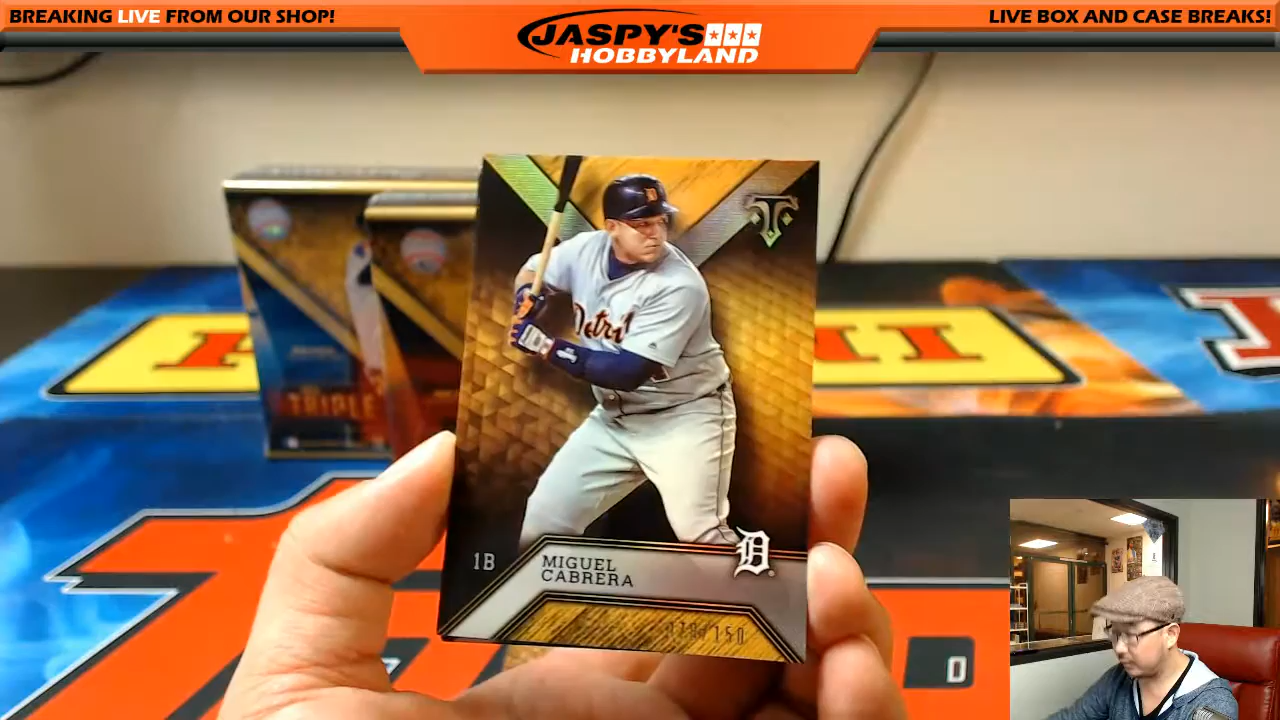 BREAKING LIVE FROM OUR SHOP!
JASPY'S
HOBBYLAND
LIVE BOX AND CASE BREAKS!
D
T
Detroit
TRIPLE
1B
MIGUEL
CABRERA
D
/150